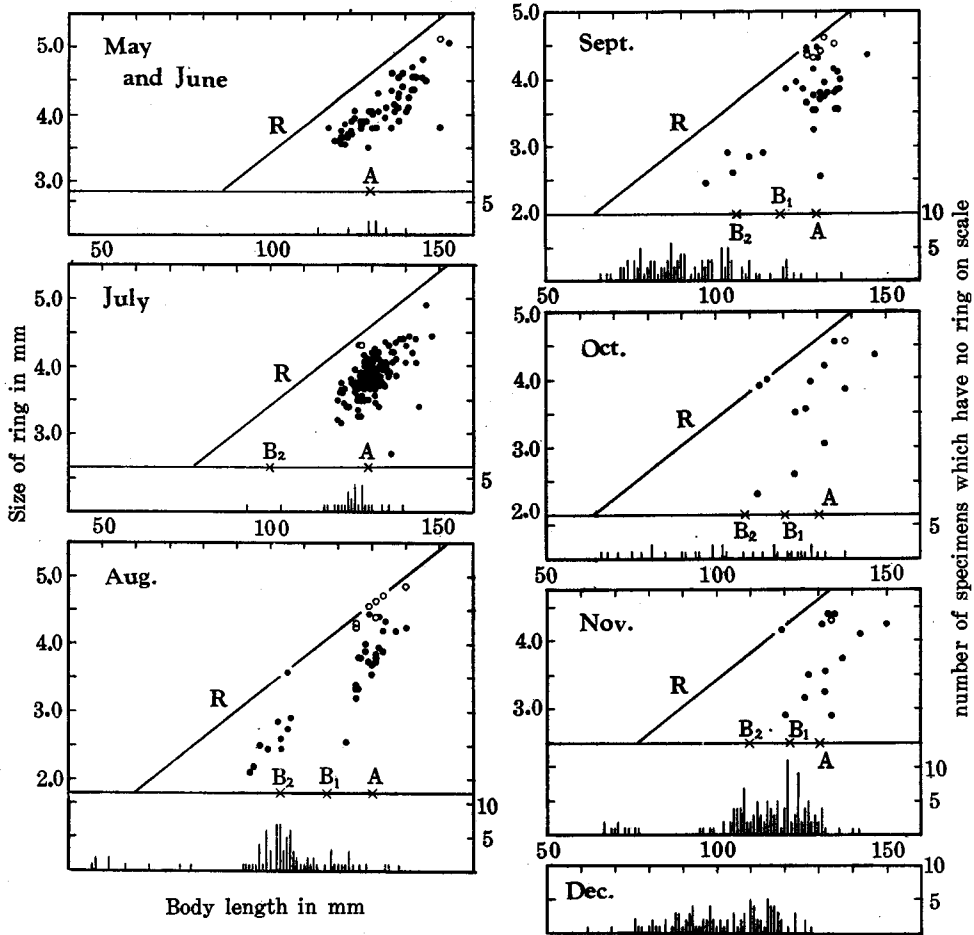 Size of ring in mm
number of specimens which have no ring on scale
May
and June
5.0
4.0
3.0
R
A
5
50 100 150
July
5.0
4.0
3.0
R
B₂ A
5
50 100 150
Aug.
5.0
4.0
3.0
1.8
R
B₂ B₁ A
10
5
Body length in mm
Sept.
5.0
4.0
3.0
2.0
R
B₁
B₂ A
10
5
50 100 150
Oct.
5.0
4.0
3.0
2.0
R
A
B₂ B₁
5
50 100 150
Nov.
4.0
3.0
R
B₂ B₁
A
10
5
50 100 150
Dec.
10
5